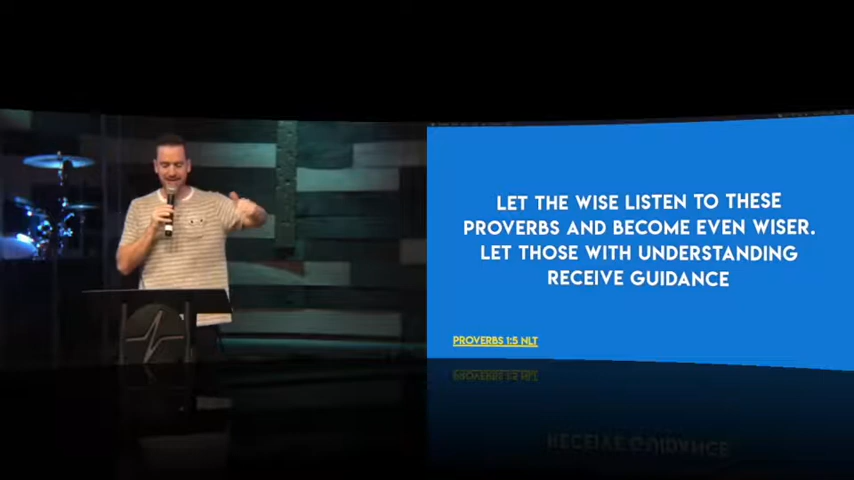 LET THE WISE LISTEN TO THESE
PROVERBS AND BECOME EVEN WISER.
LET THOSE WITH UNDERSTANDING
RECEIVE GUIDANCE
PROVERBS 1:5 NLT